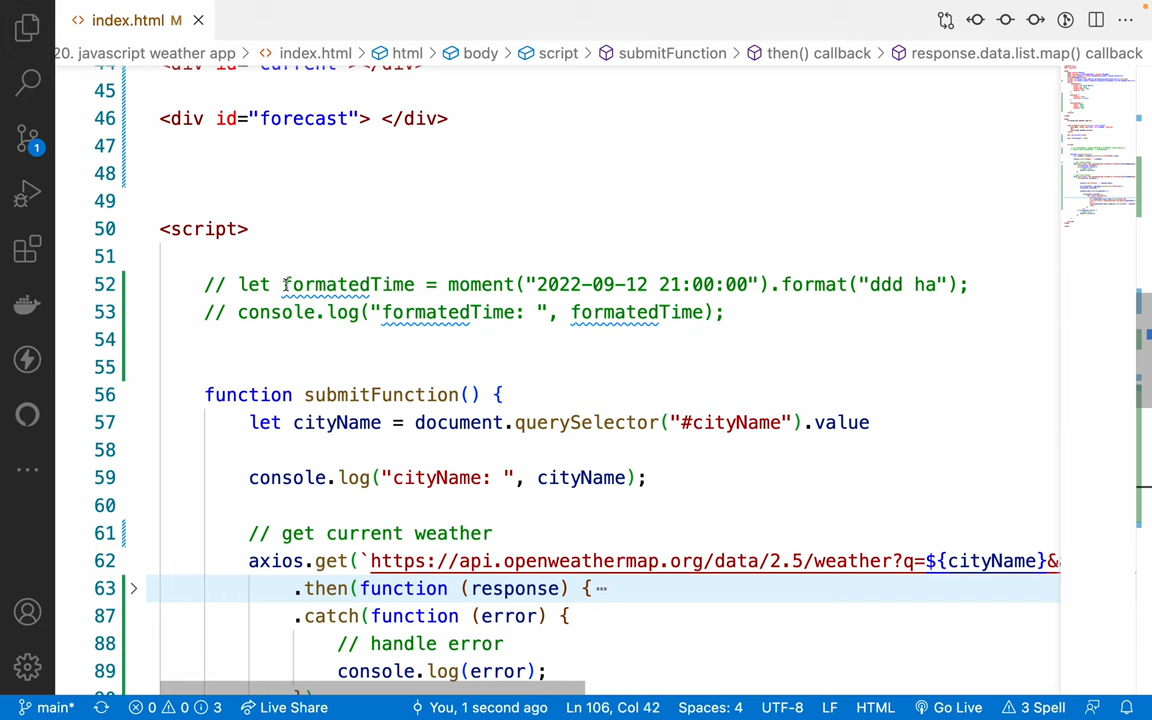 index.html M
20. javascript weather app > index.html > html > body > script > submitFunction > then() callback > response.data.list.map() callback
44 <div id="current"></div>
45
46 <div id="forecast"> </div>
47
48
49
50 <script>
51
52 // let formatedTime = moment("2022-09-12 21:00:00").format("ddd ha");
53 // console.log("formatedTime: ", formatedTime);
54
55
56 function submitFunction() {
57 let cityName = document.querySelector("#cityName").value
58
59 console.log("cityName: ", cityName);
60
61 // get current weather
62 axios.get(`https://api.openweathermap.org/data/2.5/weather?q=${cityName}&
63 .then(function (response) {…
87 .catch(function (error) {
88 // handle error
89 console.log(error);
1
main* 0 0 3 Live Share You, 1 second ago Ln 106, Col 42 Spaces: 4 UTF-8 LF HTML Go Live 3 Spell